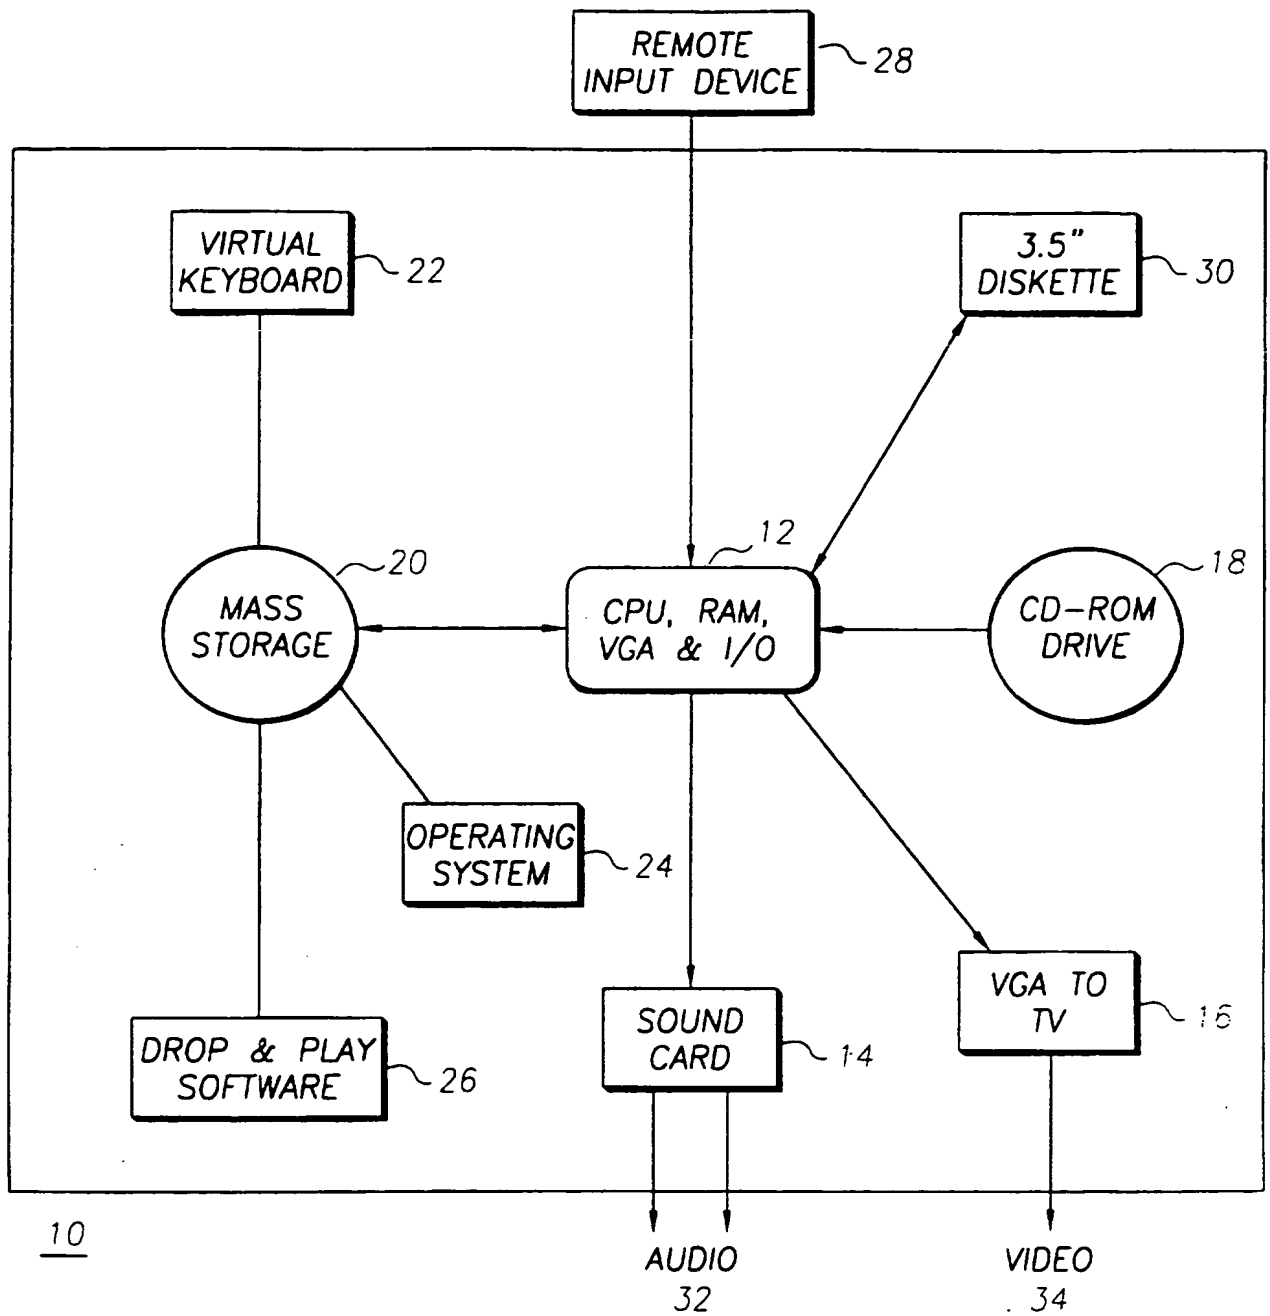 REMOTE
INPUT DEVICE
28
VIRTUAL
KEYBOARD
22
3.5"
DISKETTE
30
12
20
18
MASS
STORAGE
CPU, RAM,
VGA & I/O
CD-ROM
DRIVE
OPERATING
SYSTEM
24
VGA TO
TV
16
SOUND
CARD
14
DROP & PLAY
SOFTWARE
26
10
AUDIO
32
VIDEO
34